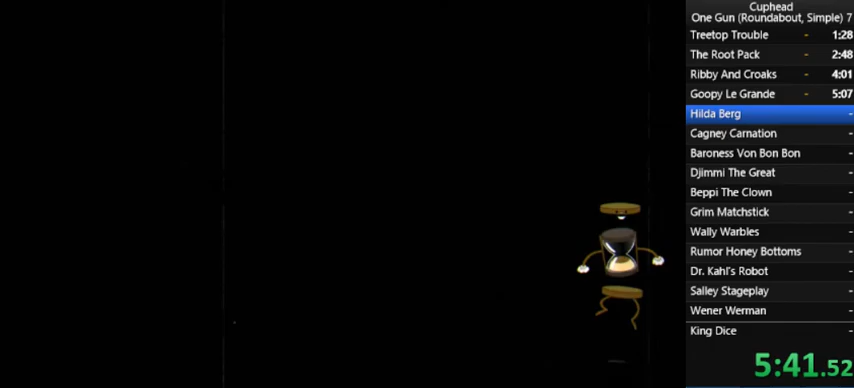 Cuphead
One Gun (Roundabout, Simple) 7
Treetop Trouble - 1:28
The Root Pack - 2:48
Ribby And Croaks - 4:01
Goopy Le Grande - 5:07
Hilda Berg -
Cagney Carnation -
Baroness Von Bon Bon -
Djimmi The Great -
Beppi The Clown -
Grim Matchstick -
Wally Warbles -
Rumor Honey Bottoms -
Dr. Kahl's Robot -
Salley Stageplay -
Wener Werman -
King Dice -
5:41.52